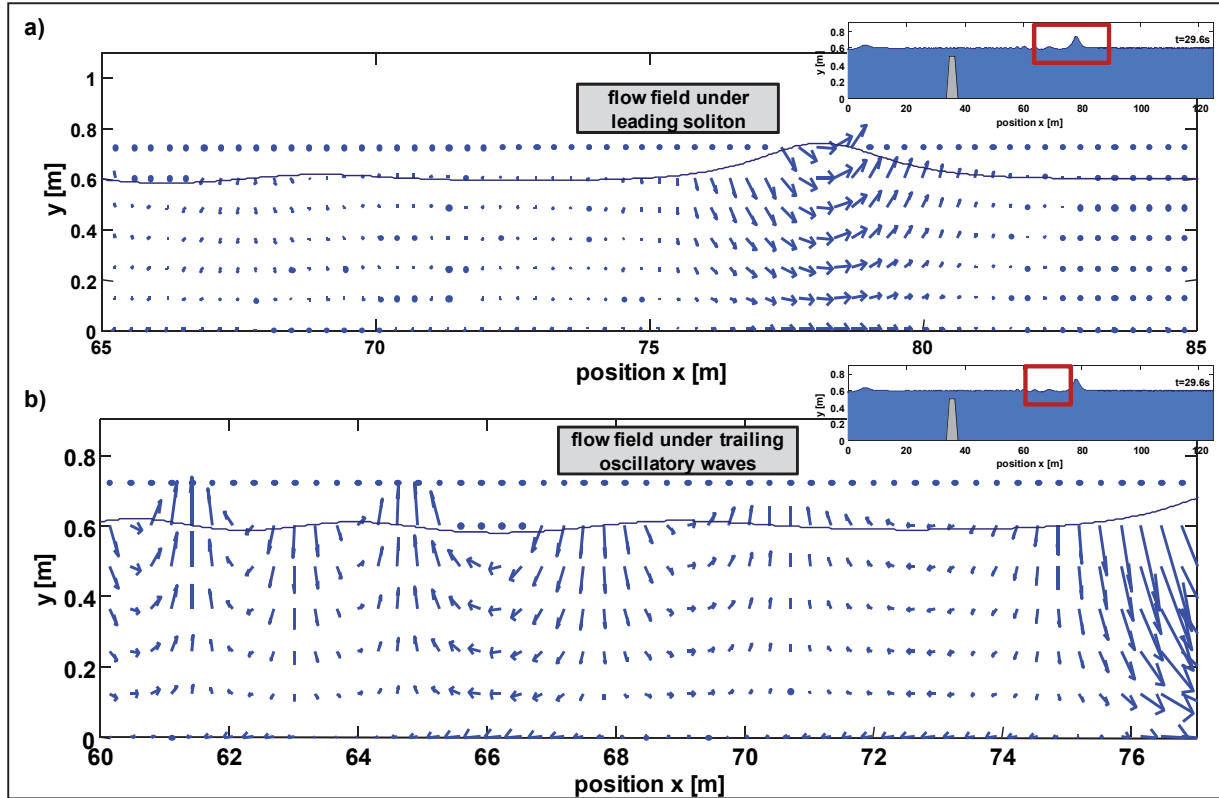 a)
0.8
0.6
0.4
0.2
0
y [m]
t=29.6s
0 20 40 60 80 100 120
position x [m]
flow field under
leading soliton
1
0.8
0.6
0.4
0.2
0
y [m]
65 70 75 80 85
position x [m]
b)
0.8
0.6
0.4
0.2
0
y [m]
t=29.6s
0 20 40 60 80 100 120
position x [m]
flow field under trailing
oscillatory waves
0.8
0.6
0.4
0.2
0
y [m]
60 62 64 66 68 70 72 74 76
position x [m]